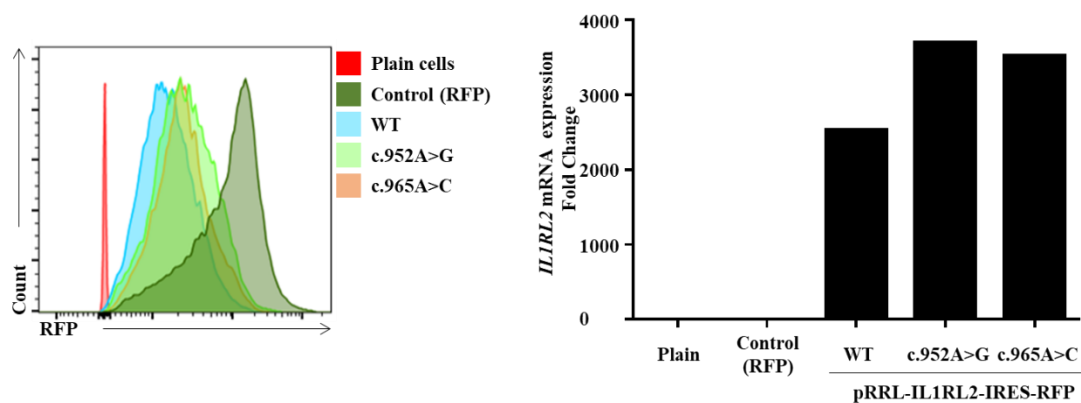 Plain cells
Control (RFP)
WT
c.952A>G
c.965A>C
Count
RFP
IL1RL2 mRNA expression
Fold Change
4000
3000
2000
1000
0
Plain
Control
(RFP)
WT
c.952A>G
c.965A>C
pRRL-IL1RL2-IRES-RFP